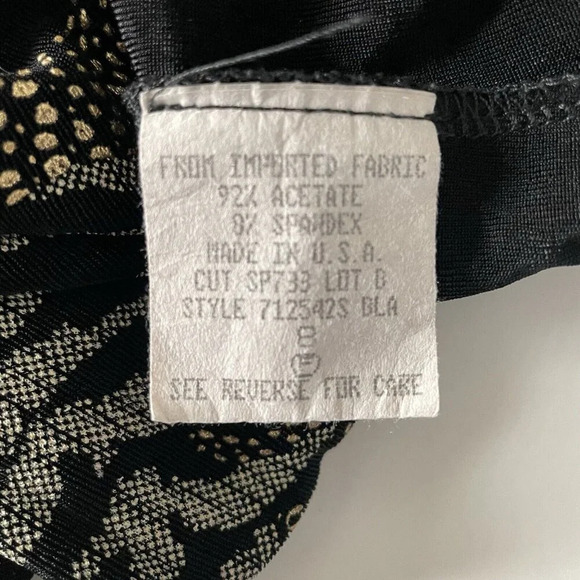 FROM IMPORTED FABRIC
92% ACETATE
8% SPANDEX
MADE IN U.S.A.
CUT SP733 LOT B
STYLE 712542S BLA
8
SEE REVERSE FOR CARE